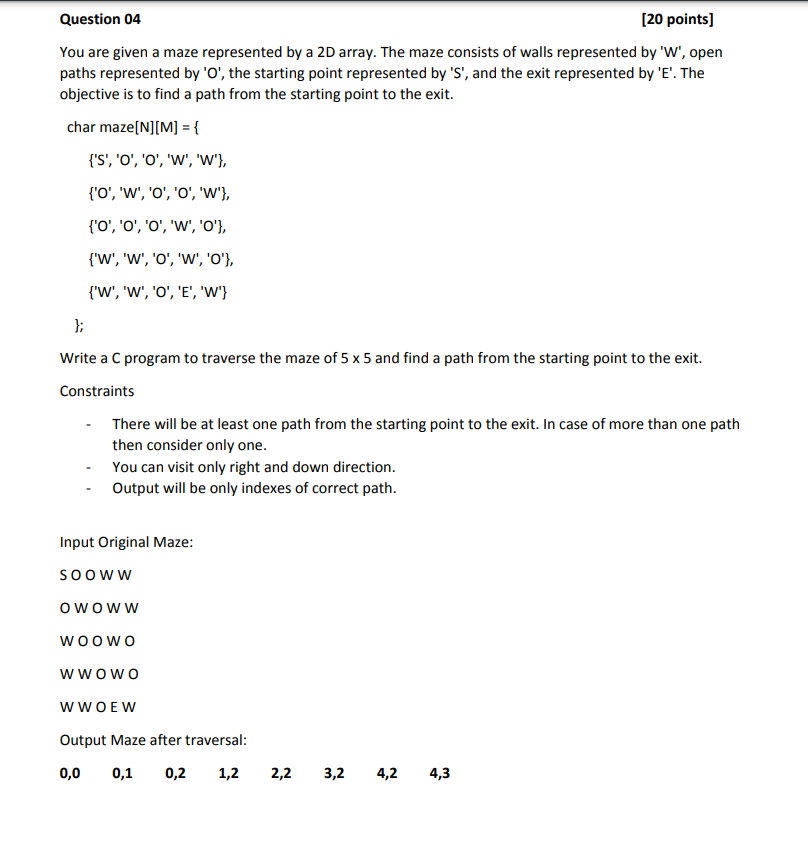 Question 04 [20 points]
You are given a maze represented by a 2D array. The maze consists of walls represented by 'W', open
paths represented by 'O', the starting point represented by 'S', and the exit represented by 'E'. The
objective is to find a path from the starting point to the exit.
char maze[N][M] = {
{'S', 'O', 'O', 'W', 'W'},
{'O', 'W', 'O', 'O', 'W'},
{'O', 'O', 'O', 'W', 'O'},
{'W', 'W', 'O', 'W', 'O'},
{'W', 'W', 'O', 'E', 'W'}
};
Write a C program to traverse the maze of 5 x 5 and find a path from the starting point to the exit.
Constraints
- There will be at least one path from the starting point to the exit. In case of more than one path
then consider only one.
- You can visit only right and down direction.
- Output will be only indexes of correct path.
Input Original Maze:
S O O W W
O W O W W
W O O W O
W W O W O
W W O E W
Output Maze after traversal:
0,0 0,1 0,2 1,2 2,2 3,2 4,2 4,3